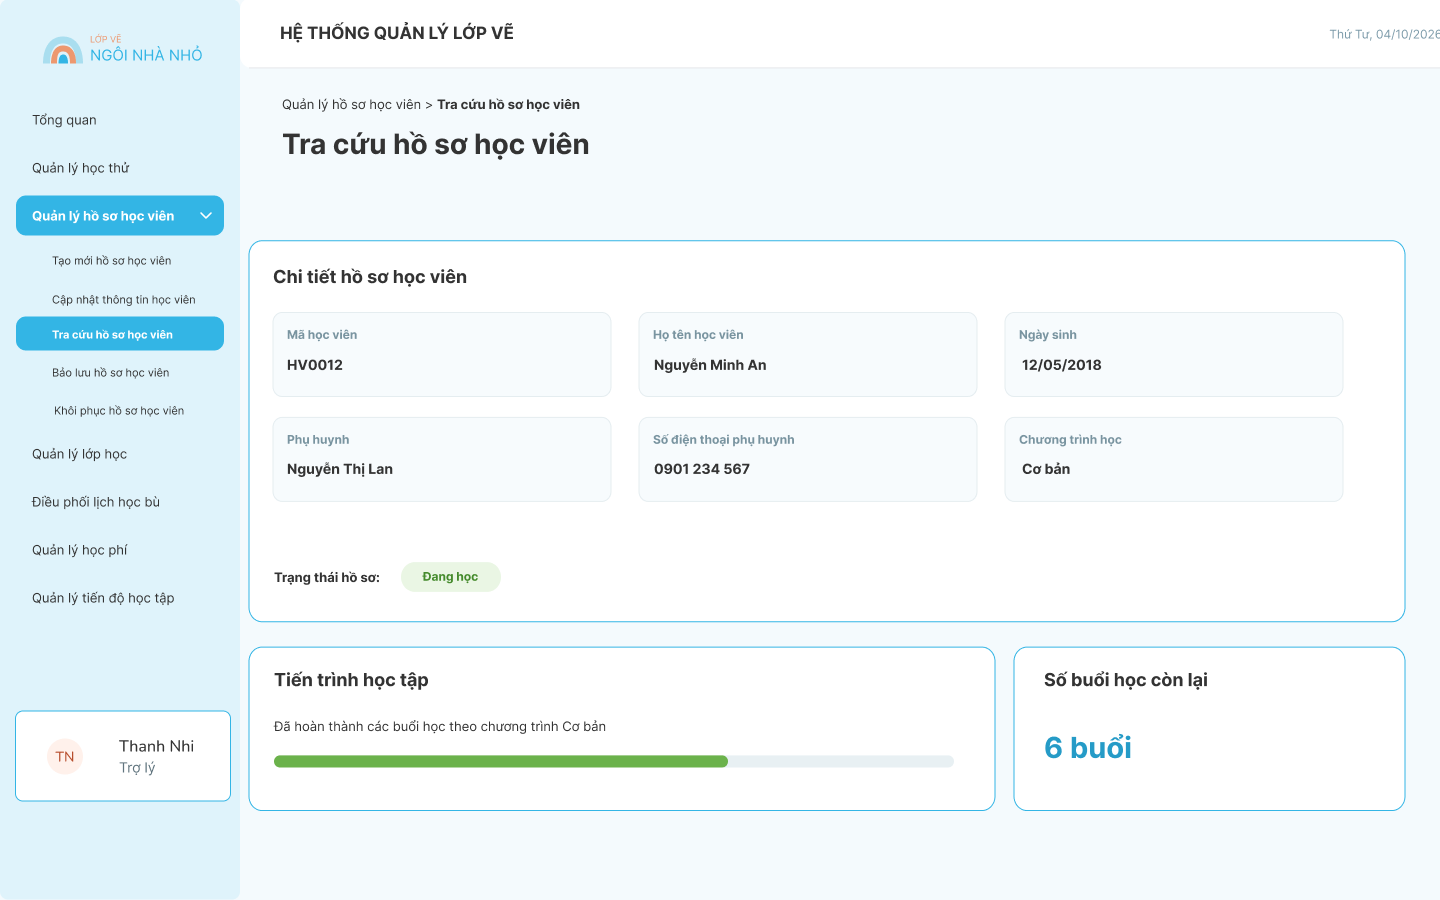 LỚP VẼ
NGÔI NHÀ NHỎ
Tổng quan
Quản lý học thử
Quản lý hồ sơ học viên
Tạo mới hồ sơ học viên
Cập nhật thông tin học viên
Tra cứu hồ sơ học viên
Bảo lưu hồ sơ học viên
Khôi phục hồ sơ học viên
Quản lý lớp học
Điều phối lịch học bù
Quản lý học phí
Quản lý tiến độ học tập
TN
Thanh Nhi
Trợ lý
HỆ THỐNG QUẢN LÝ LỚP VẼ
Thứ Tư, 04/10/2026
Quản lý hồ sơ học viên > Tra cứu hồ sơ học viên
Tra cứu hồ sơ học viên
Chi tiết hồ sơ học viên
Mã học viên
HV0012
Họ tên học viên
Nguyễn Minh An
Ngày sinh
12/05/2018
Phụ huynh
Nguyễn Thị Lan
Số điện thoại phụ huynh
0901 234 567
Chương trình học
Cơ bản
Trạng thái hồ sơ:
Đang học
Tiến trình học tập
Đã hoàn thành các buổi học theo chương trình Cơ bản
Số buổi học còn lại
6 buổi